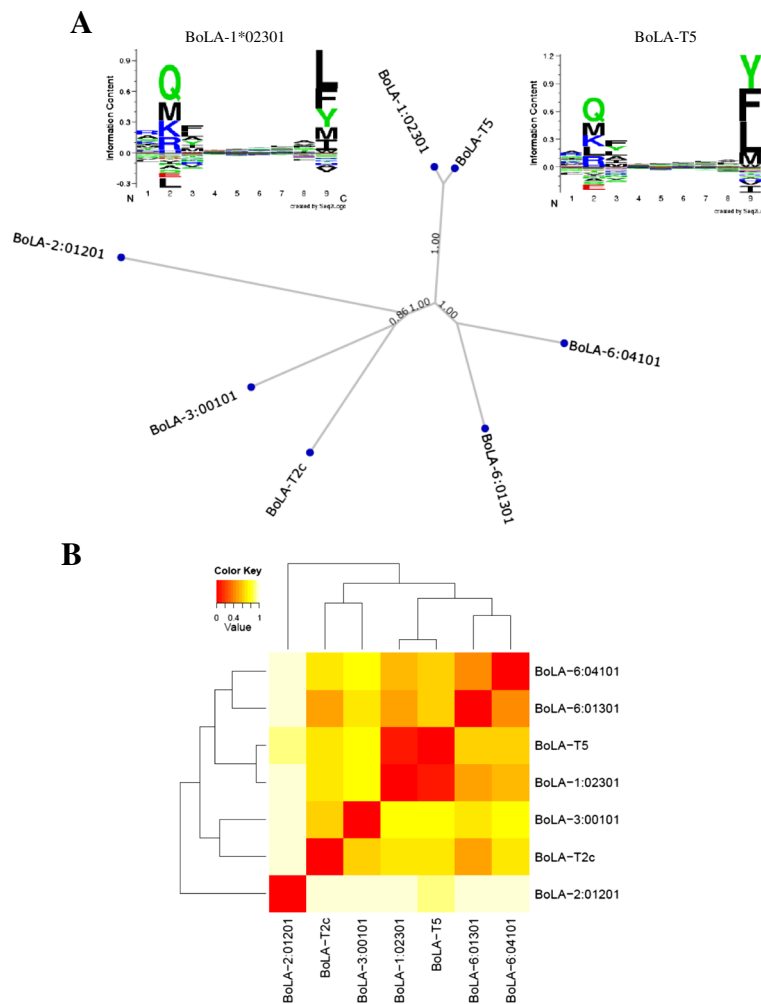 A
BoLA-1*02301
BoLA-T5
Information Content
0.9
0.6
0.3
0.0
-0.3
Q
M
K
R
L
L
F
Y
M
I
N
1 2 3 4 5 6 7 8 9
C
created by Seq2Logo
Information Content
1.2
0.9
0.6
0.3
0.0
Q
M
K
L
R
Y
F
L
M
I
N
1 2 3 4 5 6 7 8 9
BoLA-1:02301
BoLA-T5
BoLA-2:01201
1.00
0.86
1.00
1.00
BoLA-6:04101
BoLA-3:00101
BoLA-T2c
BoLA-6:01301
B
Color Key
0 0.4 1
Value
BoLA-6:04101
BoLA-6:01301
BoLA-T5
BoLA-1:02301
BoLA-3:00101
BoLA-T2c
BoLA-2:01201
BoLA-2:01201
BoLA-T2c
BoLA-3:00101
BoLA-1:02301
BoLA-T5
BoLA-6:01301
BoLA-6:04101